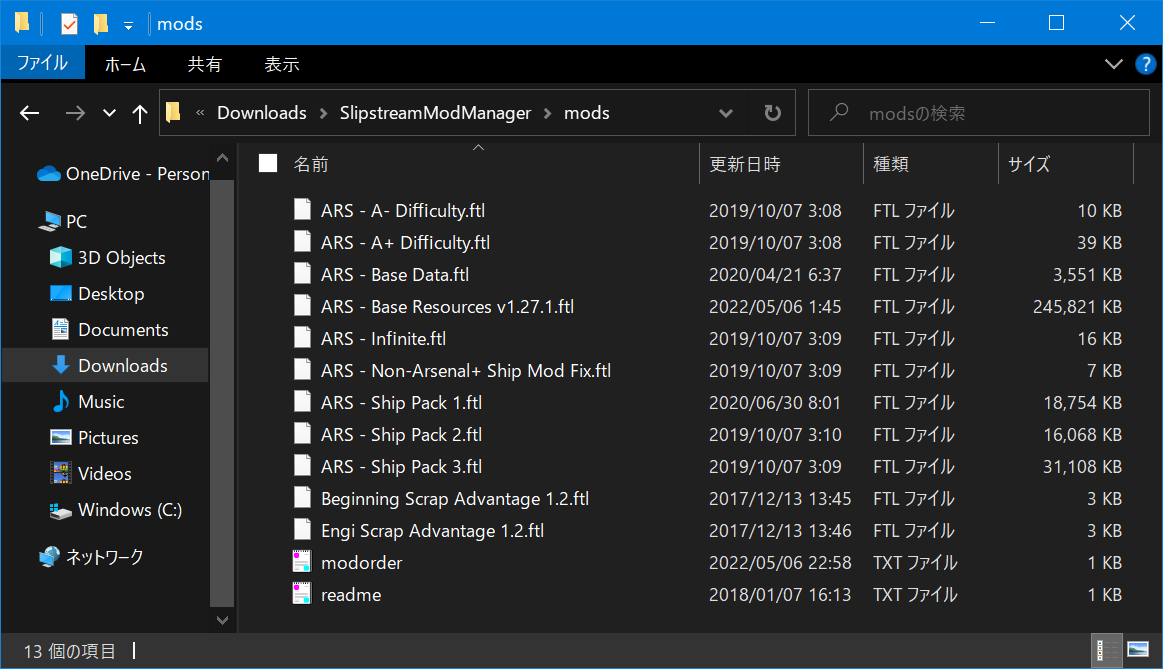 mods
ファイル ホーム 共有 表示 ?
« Downloads > SlipstreamModManager > mods modsの検索
OneDrive - Person
PC
3D Objects
Desktop
Documents
Downloads
Music
Pictures
Videos
Windows (C:)
ネットワーク
名前 更新日時 種類 サイズ
ARS - A- Difficulty.ftl 2019/10/07 3:08 FTL ファイル 10 KB
ARS - A+ Difficulty.ftl 2019/10/07 3:08 FTL ファイル 39 KB
ARS - Base Data.ftl 2020/04/21 6:37 FTL ファイル 3,551 KB
ARS - Base Resources v1.27.1.ftl 2022/05/06 1:45 FTL ファイル 245,821 KB
ARS - Infinite.ftl 2019/10/07 3:09 FTL ファイル 16 KB
ARS - Non-Arsenal+ Ship Mod Fix.ftl 2019/10/07 3:09 FTL ファイル 7 KB
ARS - Ship Pack 1.ftl 2020/06/30 8:01 FTL ファイル 18,754 KB
ARS - Ship Pack 2.ftl 2019/10/07 3:10 FTL ファイル 16,068 KB
ARS - Ship Pack 3.ftl 2019/10/07 3:09 FTL ファイル 31,108 KB
Beginning Scrap Advantage 1.2.ftl 2017/12/13 13:45 FTL ファイル 3 KB
Engi Scrap Advantage 1.2.ftl 2017/12/13 13:46 FTL ファイル 3 KB
modorder 2022/05/06 22:58 TXT ファイル 1 KB
readme 2018/01/07 16:13 TXT ファイル 1 KB
13 個の項目